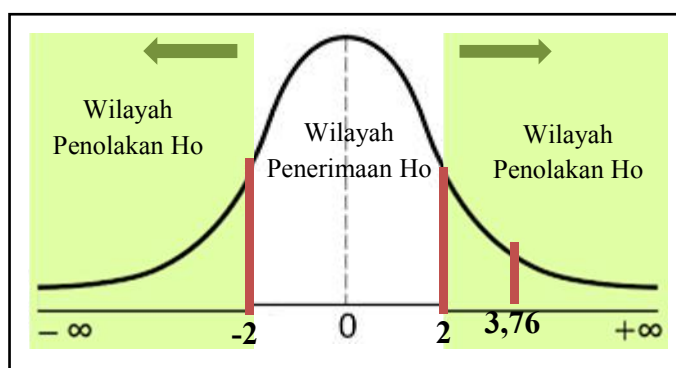 Wilayah
Penolakan Ho
Wilayah
Penerimaan Ho
Wilayah
Penolakan Ho
- ∞
-2
0
2
3,76
+∞